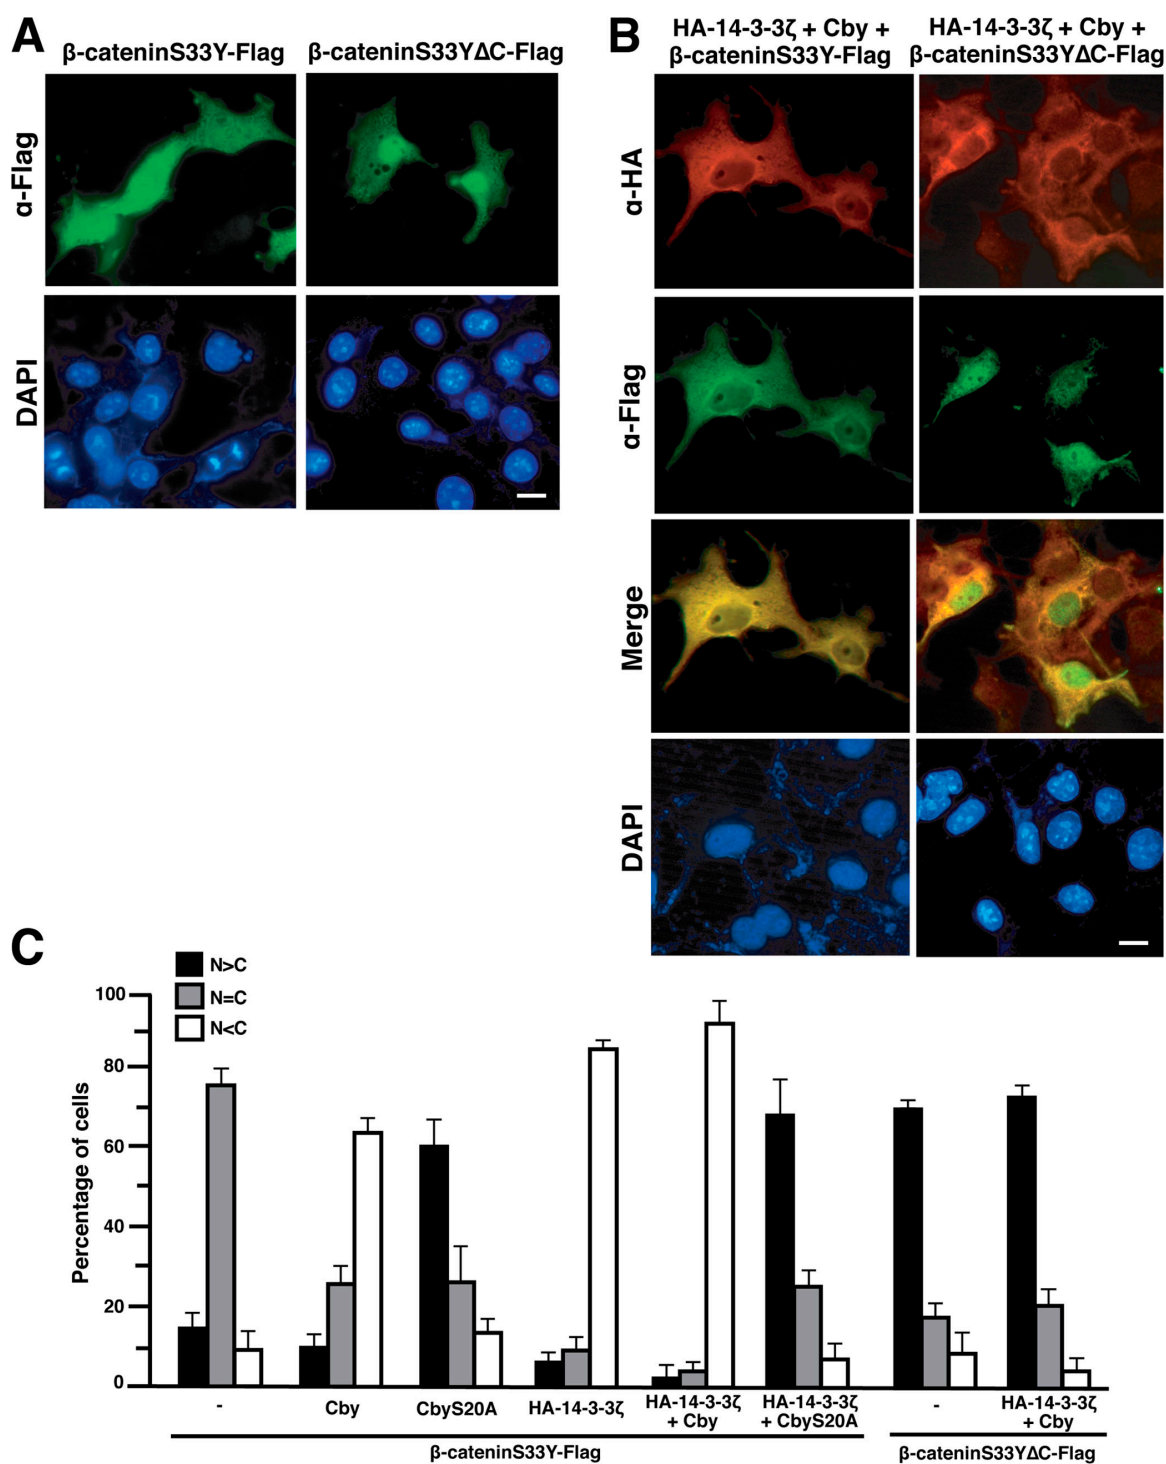 A
β-cateninS33Y-Flag
β-cateninS33YΔC-Flag
α-Flag
DAPI
B
HA-14-3-3ζ + Cby +
β-cateninS33Y-Flag
HA-14-3-3ζ + Cby +
β-cateninS33YΔC-Flag
α-HA
α-Flag
Merge
DAPI
C
N>C
N=C
N<C
Percentage of cells
100
80
60
40
20
0
-
Cby
CbyS20A
HA-14-3-3ζ
HA-14-3-3ζ
+ Cby
HA-14-3-3ζ
+ CbyS20A
-
HA-14-3-3ζ
+ Cby
β-cateninS33Y-Flag
β-cateninS33YΔC-Flag